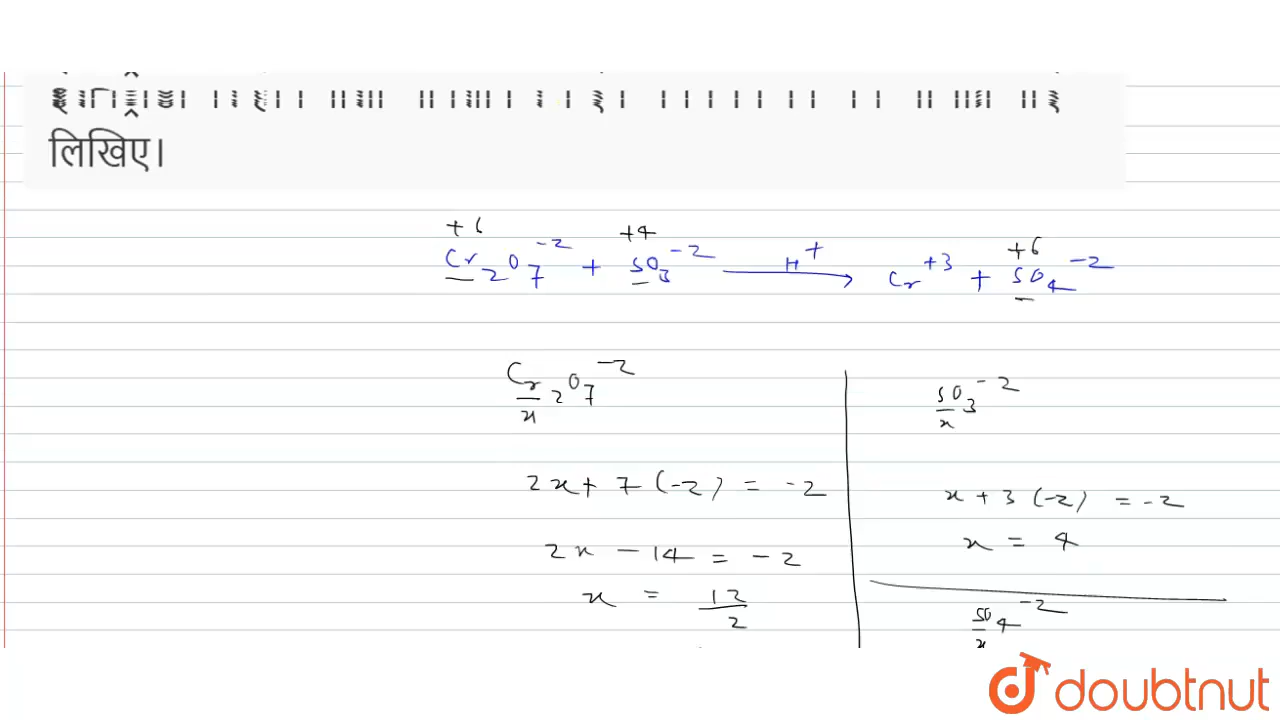 लिखिए।
+6 +4 +6
Cr₂O₇⁻² + SO₃⁻² ⟶ H⁺ Cr⁺³ + SO₄⁻²
Cr₂O₇⁻²
x
2x + 7(-2) = -2
2x - 14 = -2
x = 12/2
SO₃⁻²
x
x + 3(-2) = -2
x = 4
SO₄⁻²
x
doubtnut